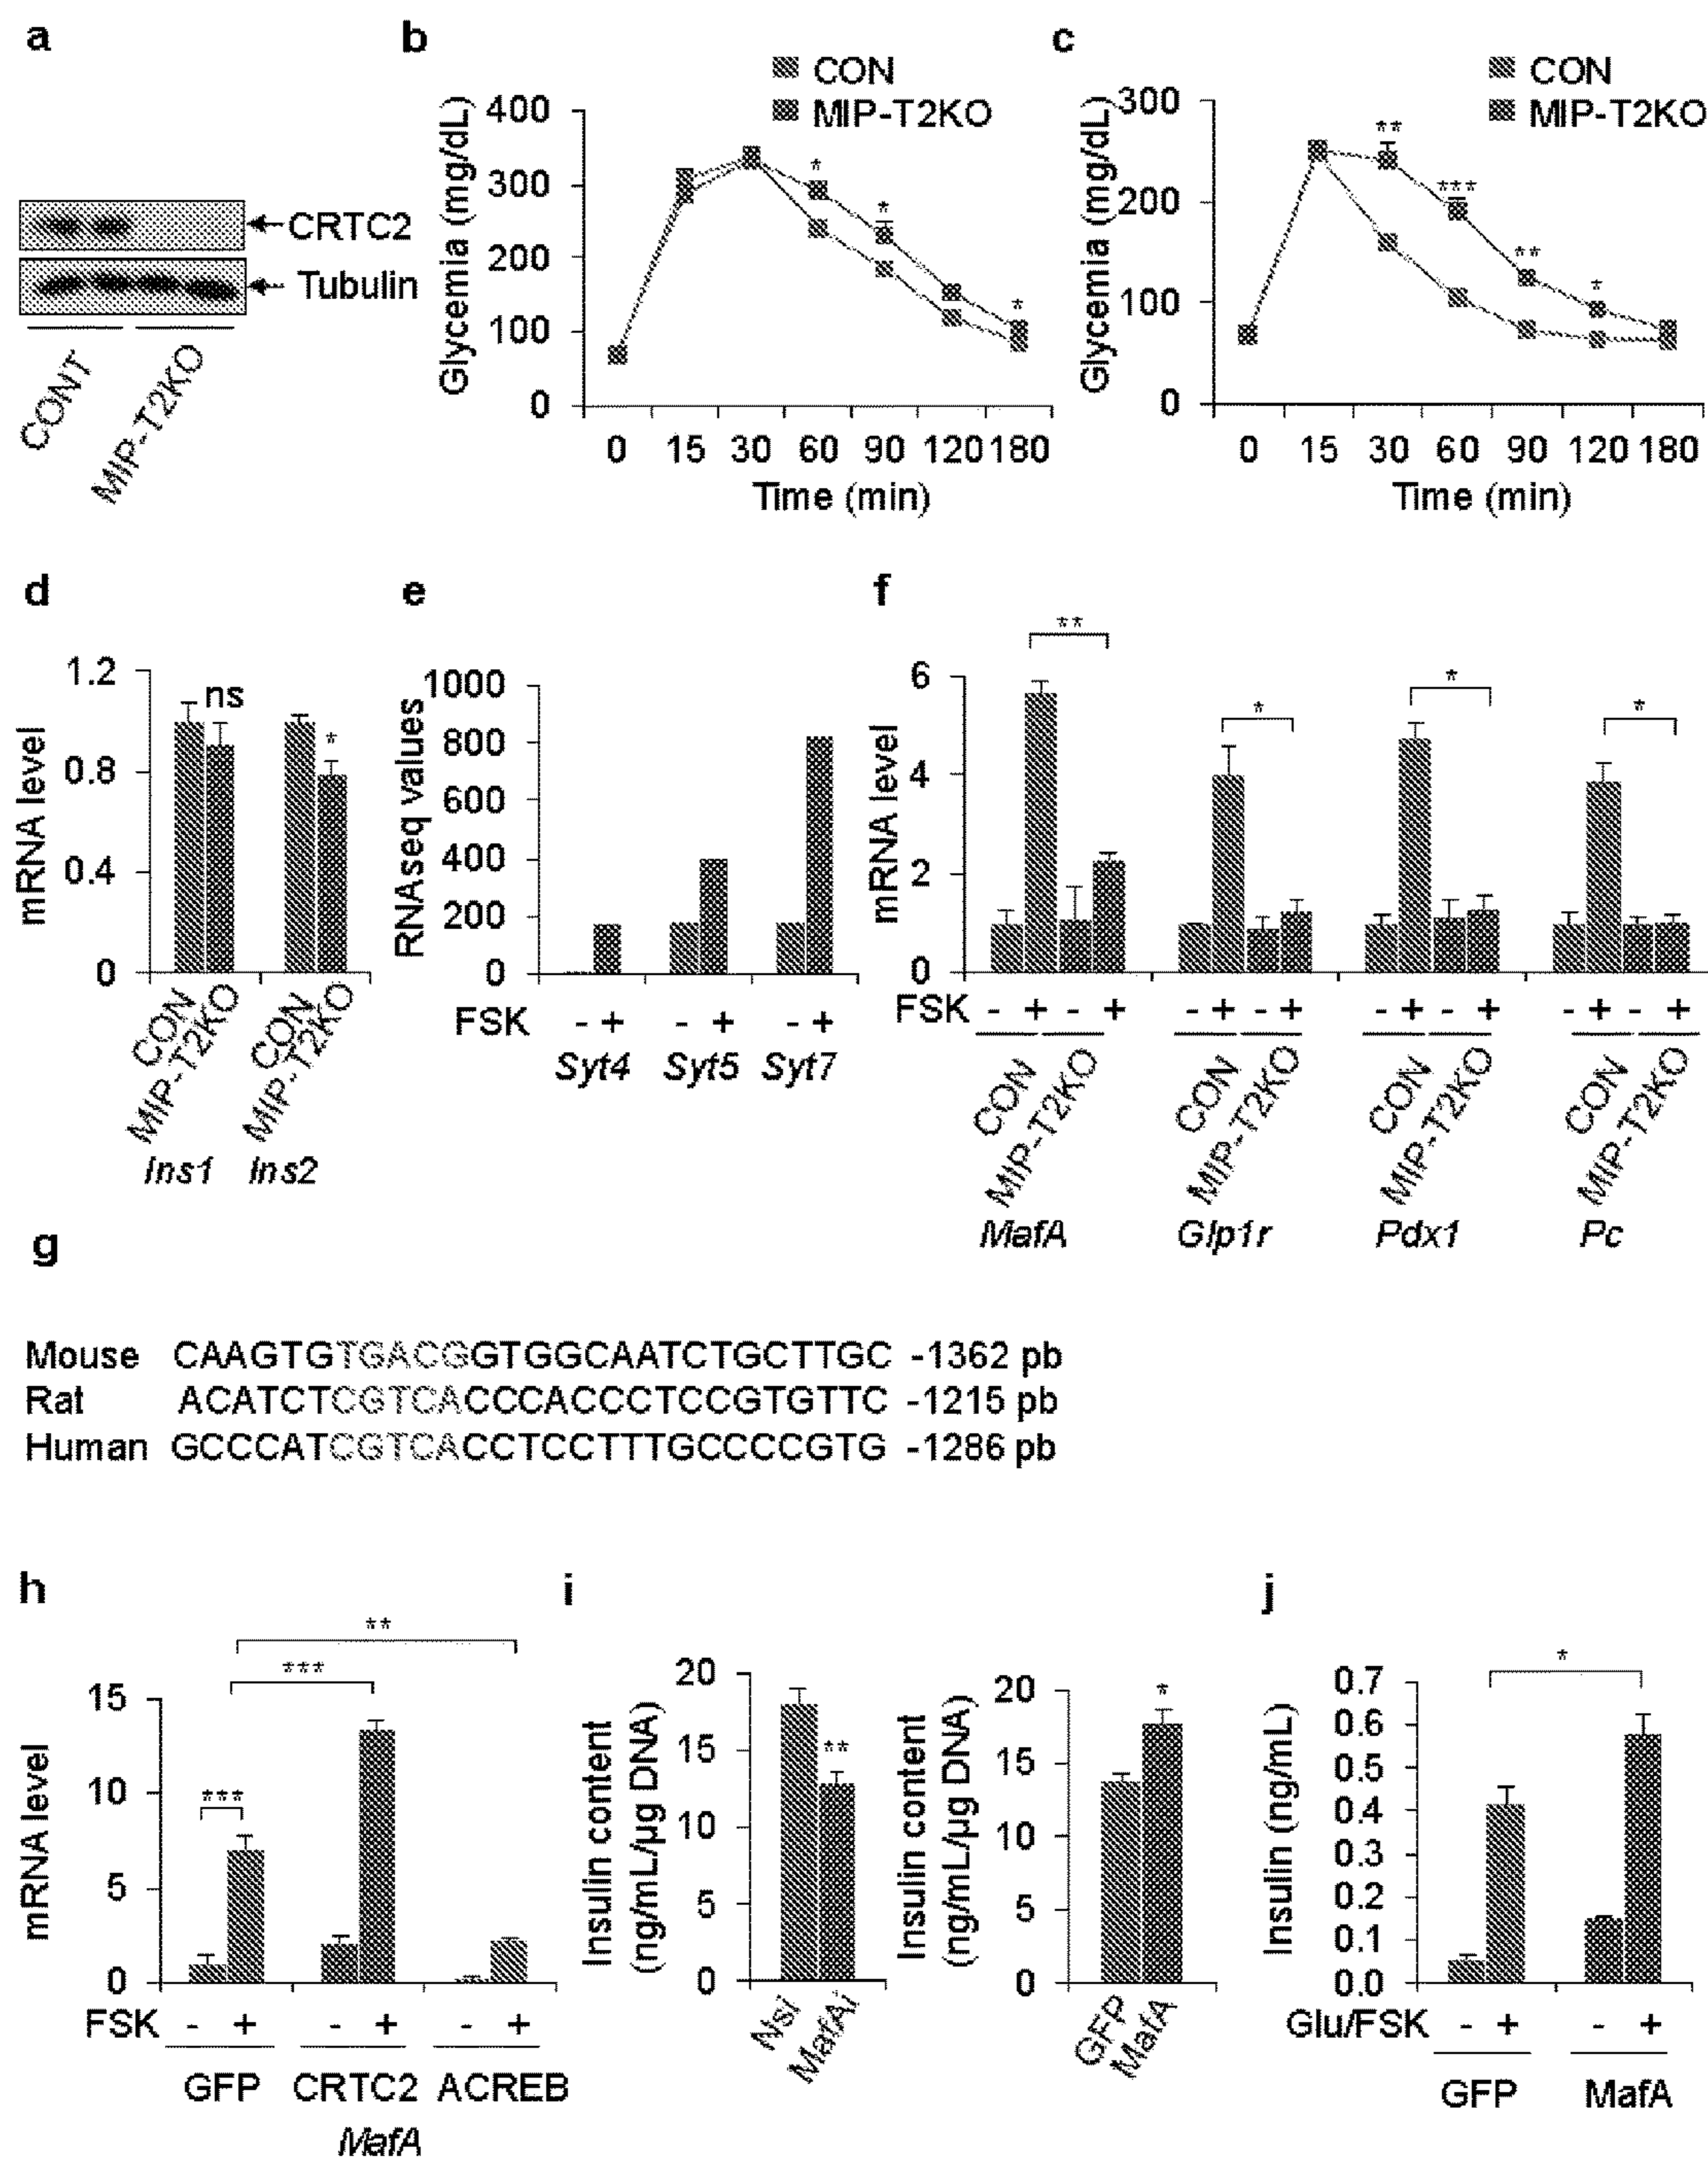 a
CRTC2
Tubulin
CONT
MIP-T2KO
b
CON
MIP-T2KO
Glycemia (mg/dL)
400
300
200
100
0
*
*
*
0 15 30 60 90 120 180
Time (min)
c
CON
MIP-T2KO
Glycemia (mg/dL)
300
200
100
0
**
***
**
*
0 15 30 60 90 120 180
Time (min)
d
mRNA level
1.2
0.8
0.4
0
ns
*
CON
MIP-T2KO
CON
MIP-T2KO
Ins1 Ins2
e
RNAseq values
1000
800
600
400
200
0
FSK - + - + - +
Syt4 Syt5 Syt7
f
mRNA level
6
4
2
0
**
*
*
*
FSK - + - + - + - + - + - + - + - +
CON
MIP-T2KO
CON
MIP-T2KO
CON
MIP-T2KO
CON
MIP-T2KO
MafA Glp1r Pdx1 Pc
g
Mouse CAAGTGTGACGGTGGCAATCTGCTTGC -1362 pb
Rat ACATCTCGTCACCCACCCTCCGTGTTC -1215 pb
Human GCCCATCGTCACCTCCTTTGCCCCGTG -1286 pb
h
mRNA level
15
10
5
0
**
***
***
FSK - + - + - +
GFP CRTC2 ACREB
MafA
i
Insulin content
(ng/mL/µg DNA)
20
15
10
5
0
**
Nsi
MafAi
Insulin content
(ng/mL/µg DNA)
20
15
10
5
0
*
GFP
MafA
j
Insulin (ng/mL)
0.7
0.6
0.5
0.4
0.3
0.2
0.1
0.0
*
Glu/FSK - + - +
GFP MafA